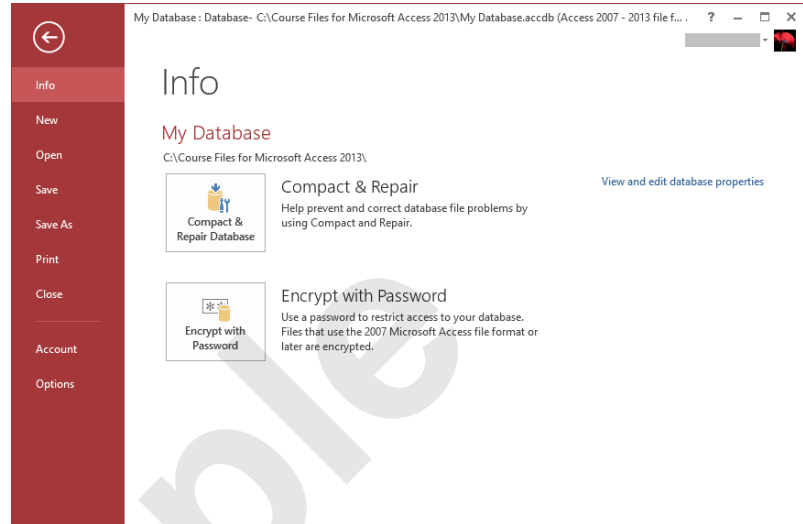 My Database : Database- C:\Course Files for Microsoft Access 2013\My Database.accdb (Access 2007 - 2013 file f... .
?
Info
New
Open
Save
Save As
Print
Close
Account
Options
Info
My Database
C:\Course Files for Microsoft Access 2013\
Compact &
Repair Database
Compact & Repair
Help prevent and correct database file problems by
using Compact and Repair.
View and edit database properties
Encrypt with
Password
Encrypt with Password
Use a password to restrict access to your database.
Files that use the 2007 Microsoft Access file format or
later are encrypted.
ple